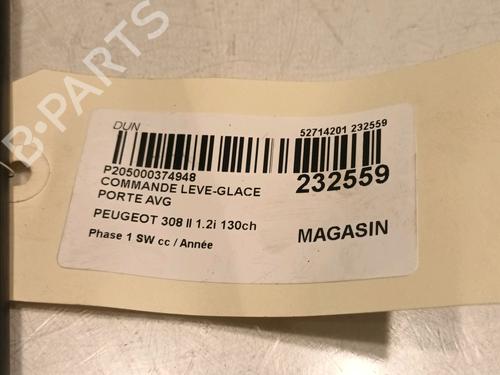 B-PARTS
DUN
52714201 232559
P205000374948
COMMANDE LEVE-GLACE
PORTE AVG
232559
PEUGEOT 308 II 1.2i 130ch
MAGASIN
Phase 1 SW cc / Année